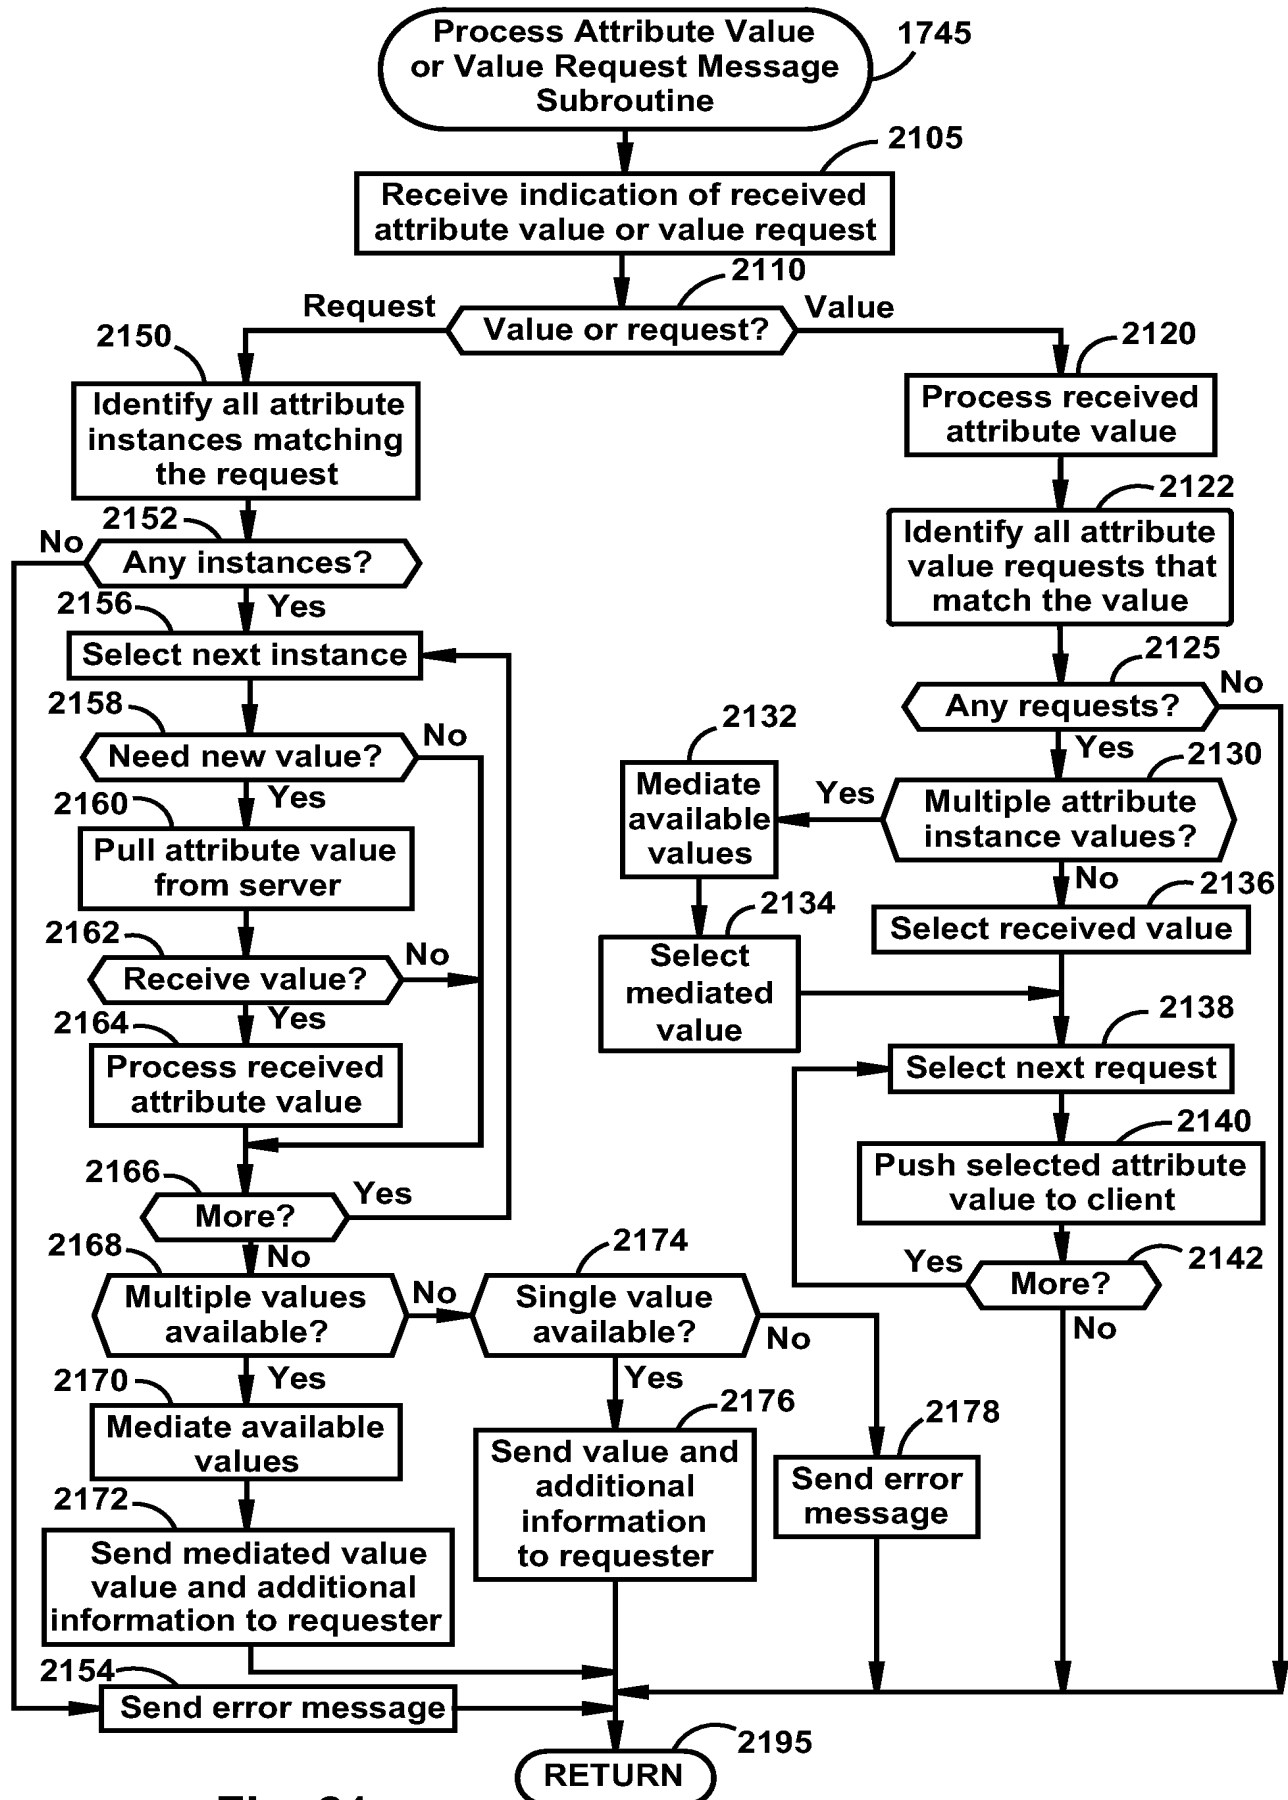 Process Attribute Value
or Value Request Message
Subroutine
1745
2105
Receive indication of received
attribute value or value request
2110
Request
Value or request?
Value
2150
Identify all attribute
instances matching
the request
2120
Process received
attribute value
2122
Identify all attribute
value requests that
match the value
2152
No
Any instances?
Yes
2156
Select next instance
2125
Any requests?
No
Yes
2158
Need new value?
No
Yes
2130
Multiple attribute
instance values?
Yes
No
2132
Mediate
available
values
2134
Select
mediated
value
2136
Select received value
2160
Pull attribute value
from server
2162
Receive value?
No
Yes
2164
Process received
attribute value
2138
Select next request
2140
Push selected attribute
value to client
2142
Yes
More?
No
2166
More?
Yes
No
2168
Multiple values
available?
No
Yes
2174
Single value
available?
No
Yes
2170
Mediate available
values
2176
Send value and
additional
information
to requester
2178
Send error
message
2172
Send mediated value
value and additional
information to requester
2154
Send error message
2195
RETURN